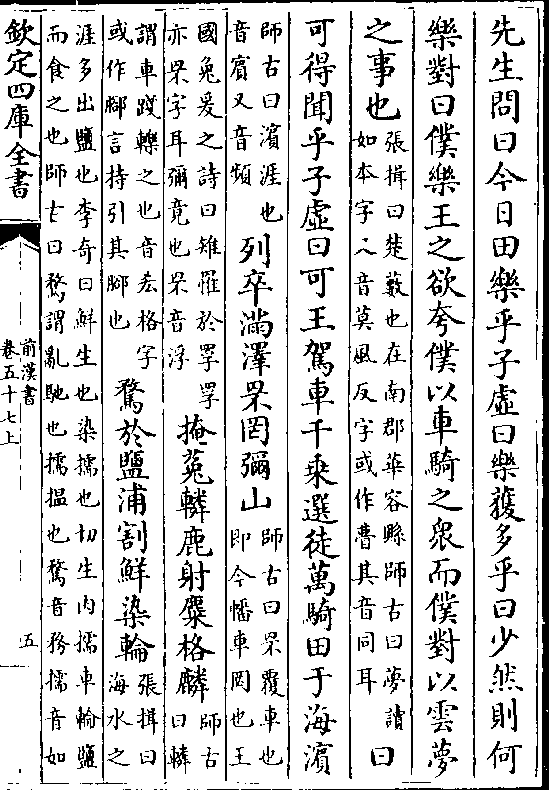 先生問曰今日田樂乎子虛曰樂獲多乎曰少然則何
樂對曰僕樂王之欲夸僕以車騎之衆而僕對以雲夢
之事也
張揖曰楚藪也在南郡華容縣師古曰夢讀
如本字又音莫風反字或作瞢其音同耳
曰
可得聞乎子虛曰可王駕車千乗選徒萬騎田于海濱
師古曰濱涯也
音賓又音頻
列卒滿澤罘罔彌山
師古曰罘覆車也
即今幡車罔也王
國兔爰之詩曰雉罹於罦罦
亦罘字耳彌竟也罘音浮
掩菟轔鹿射麋格麟
師古
曰轔
謂車踐轢之也音吝格字
或作腳言持引其腳也
騖於鹽浦割鮮染輪
張揖曰
海水之
涯多出鹽也李奇曰鮮生也染擩也切生内擩車輪鹽
而食之也師古曰騖謂亂馳也擩揾也騖音務擩音如
欽定四庫全書
前漢書
卷五十七上
五